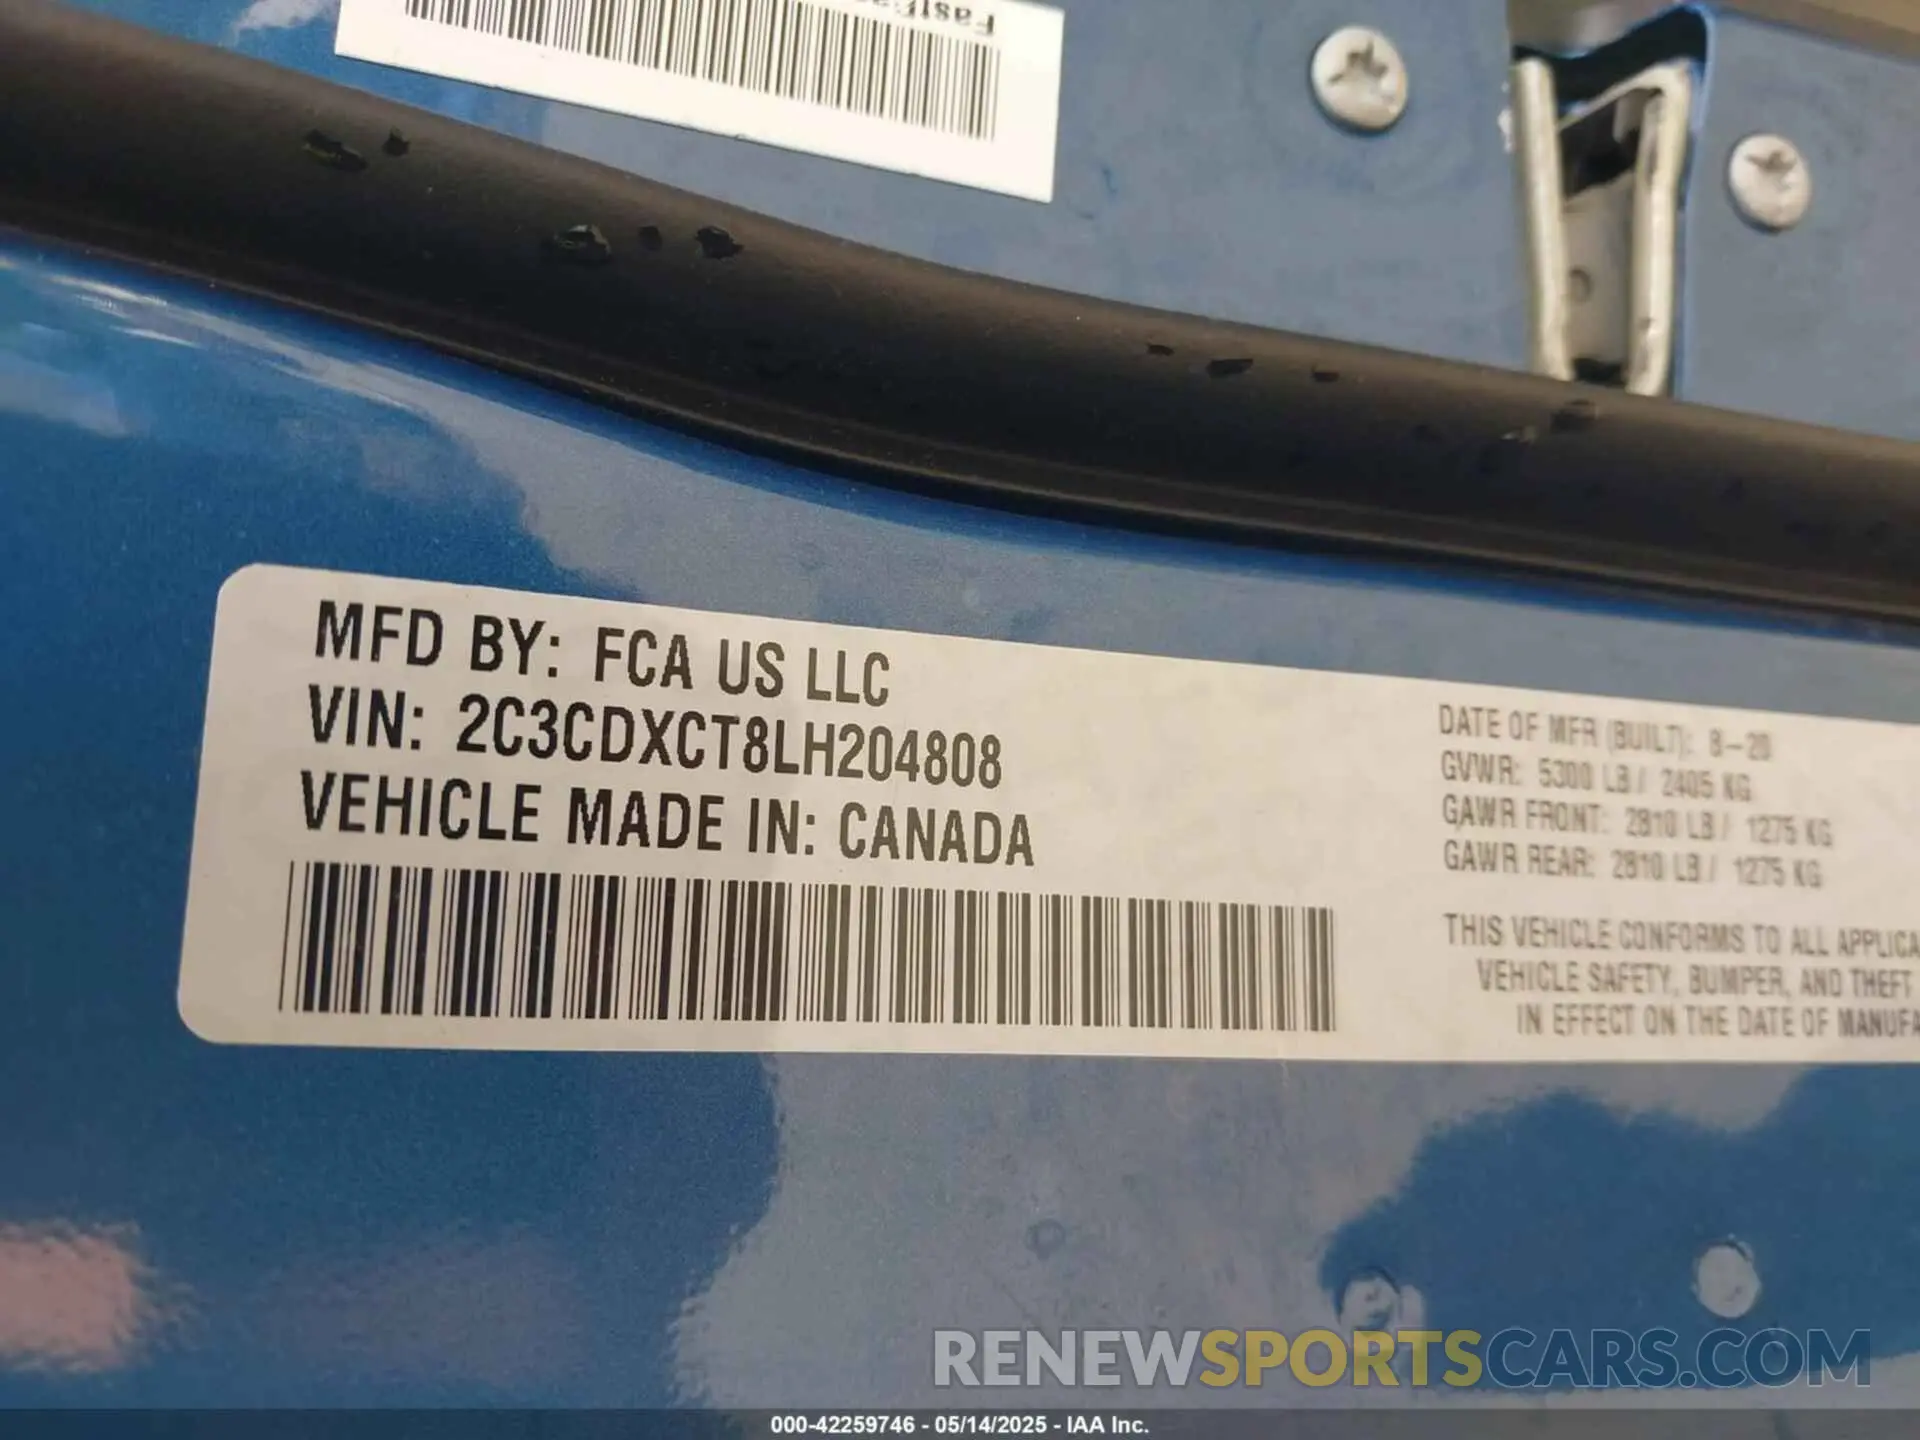 MFD BY: FCA US LLC
VIN: 2C3CDXCT8LH204808
VEHICLE MADE IN: CANADA
DATE OF MFR (BUILT): 8-20
GVWR: 5300 LB / 2405 KG
GAWR FRONT: 2810 LB / 1275 KG
GAWR REAR: 2810 LB / 1275 KG
THIS VEHICLE CONFORMS TO ALL APPLICA
VEHICLE SAFETY, BUMPER, AND THEFT
IN EFFECT ON THE DATE OF MANUFA
RENEWSPORTSCARS.COM
000-42259746 - 05/14/2025 - IAA Inc.